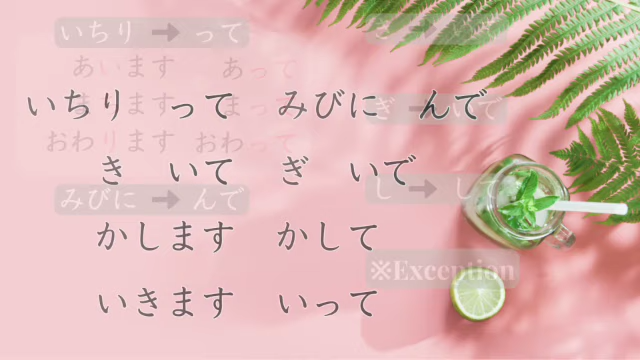 いちり って みびに んで
き いて ぎ いで
かします かして
いきます いって
いちり → って
あいます あって
おわります おわって
みびに → んで
※Exception